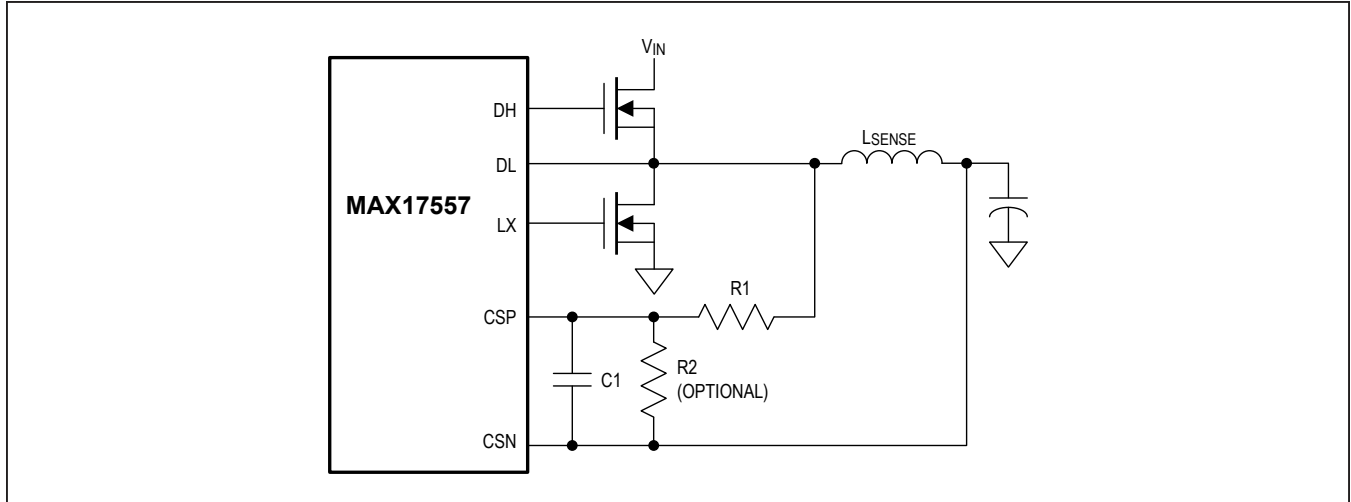 VIN
DH
LSENSE
DL
MAX17557
LX
R1
CSP
R2
C1
(OPTIONAL)
CSN